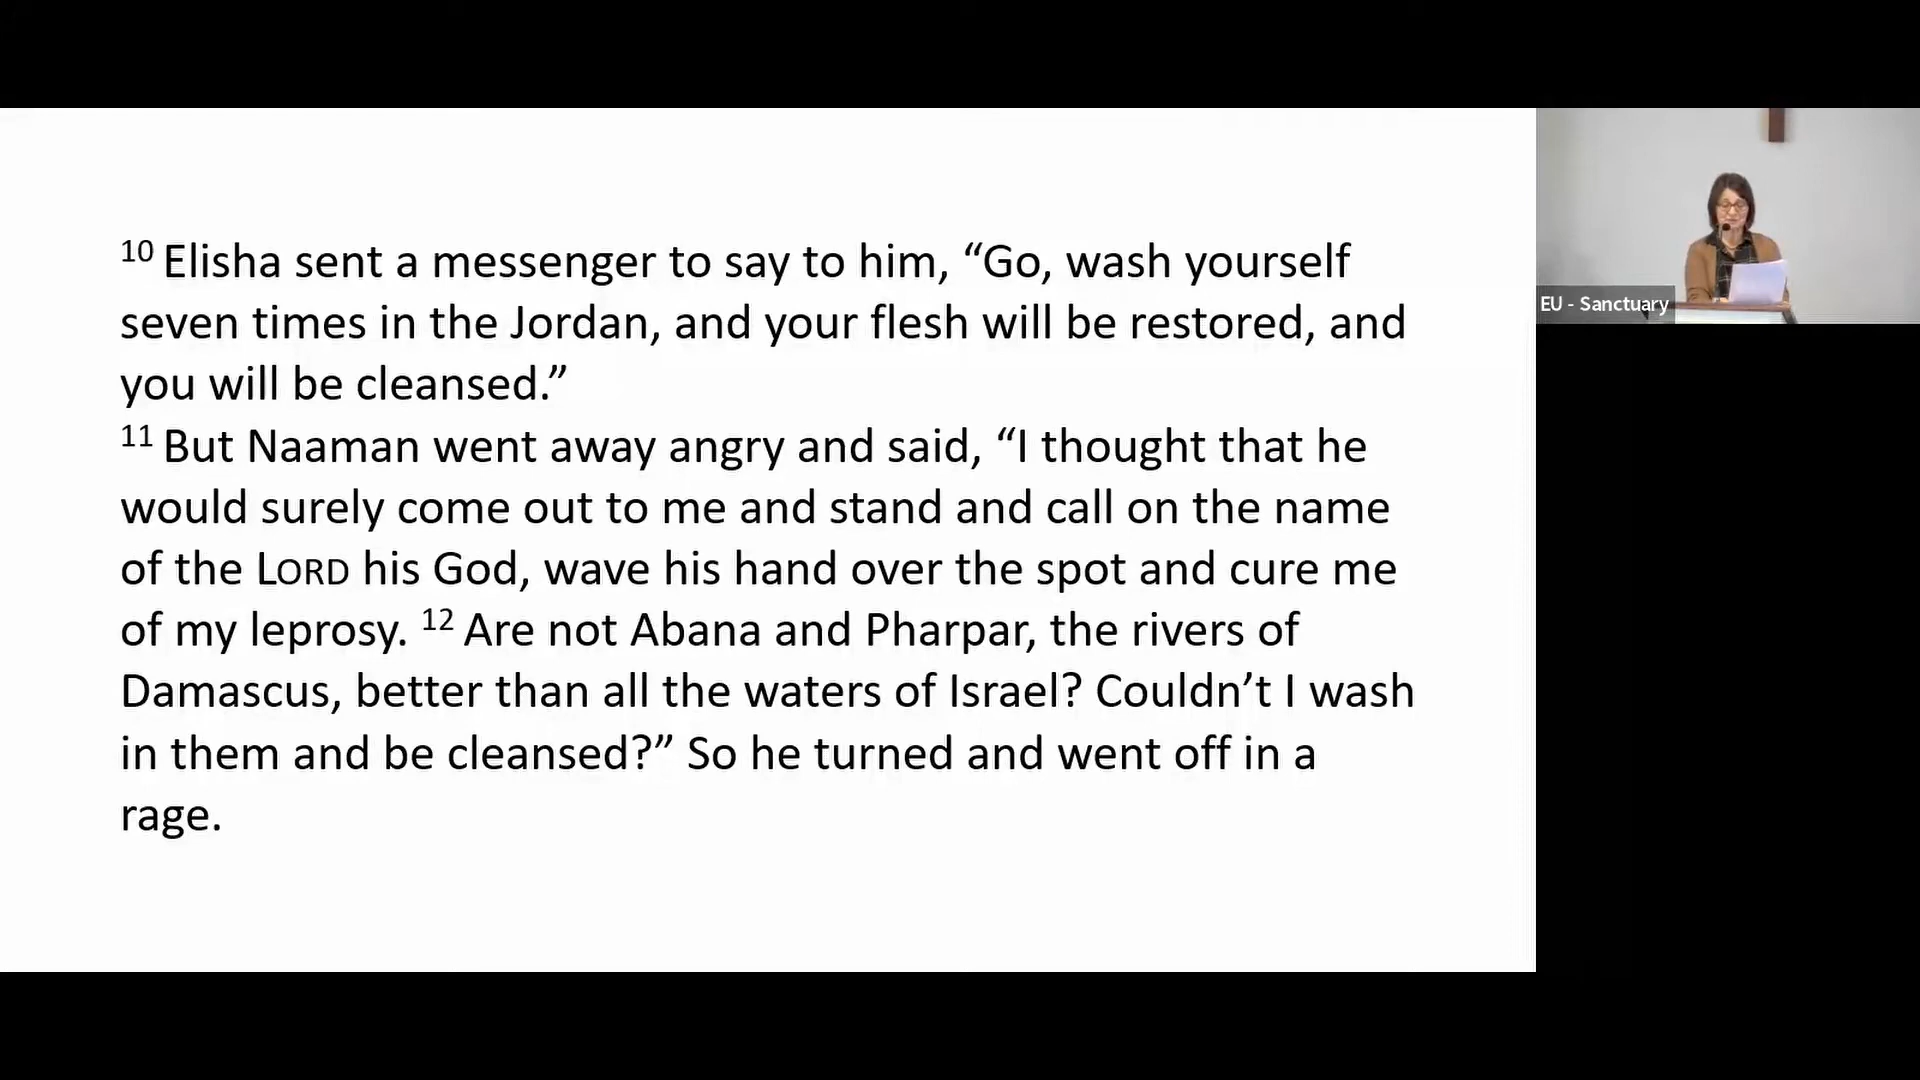 10 Elisha sent a messenger to say to him, “Go, wash yourself
seven times in the Jordan, and your flesh will be restored, and
you will be cleansed.”
11 But Naaman went away angry and said, “I thought that he
would surely come out to me and stand and call on the name
of the LORD his God, wave his hand over the spot and cure me
of my leprosy. 12 Are not Abana and Pharpar, the rivers of
Damascus, better than all the waters of Israel? Couldn’t I wash
in them and be cleansed?” So he turned and went off in a
rage.
EU - Sanctuary